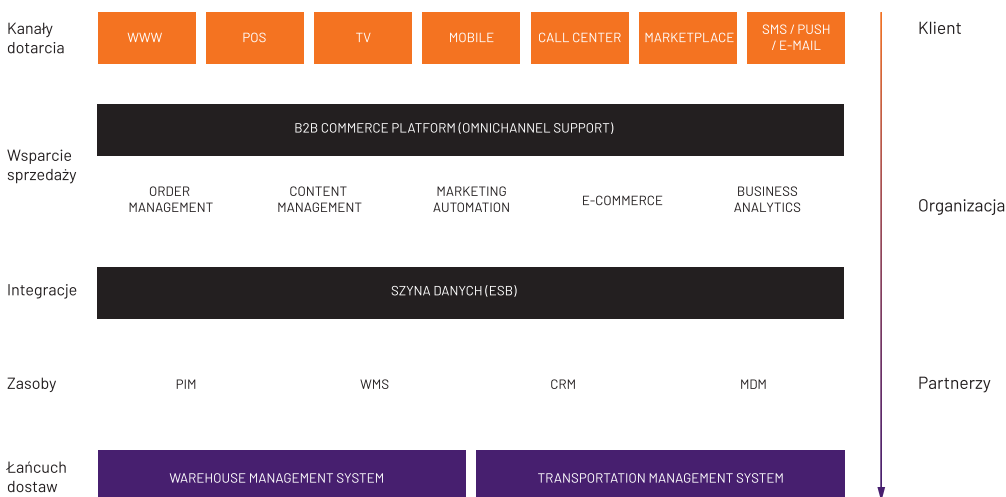 Kanały
dotarcia
WWW
POS
TV
MOBILE
CALL CENTER
MARKETPLACE
SMS / PUSH
/ E-MAIL
Klient
B2B COMMERCE PLATFORM (OMNICHANNEL SUPPORT)
Wsparcie
sprzedaży
ORDER
MANAGEMENT
CONTENT
MANAGEMENT
MARKETING
AUTOMATION
E-COMMERCE
BUSINESS
ANALYTICS
Organizacja
Integracje
SZYNA DANYCH (ESB)
Zasoby
PIM
WMS
CRM
MDM
Partnerzy
Łańcuch
dostaw
WAREHOUSE MANAGEMENT SYSTEM
TRANSPORTATION MANAGEMENT SYSTEM